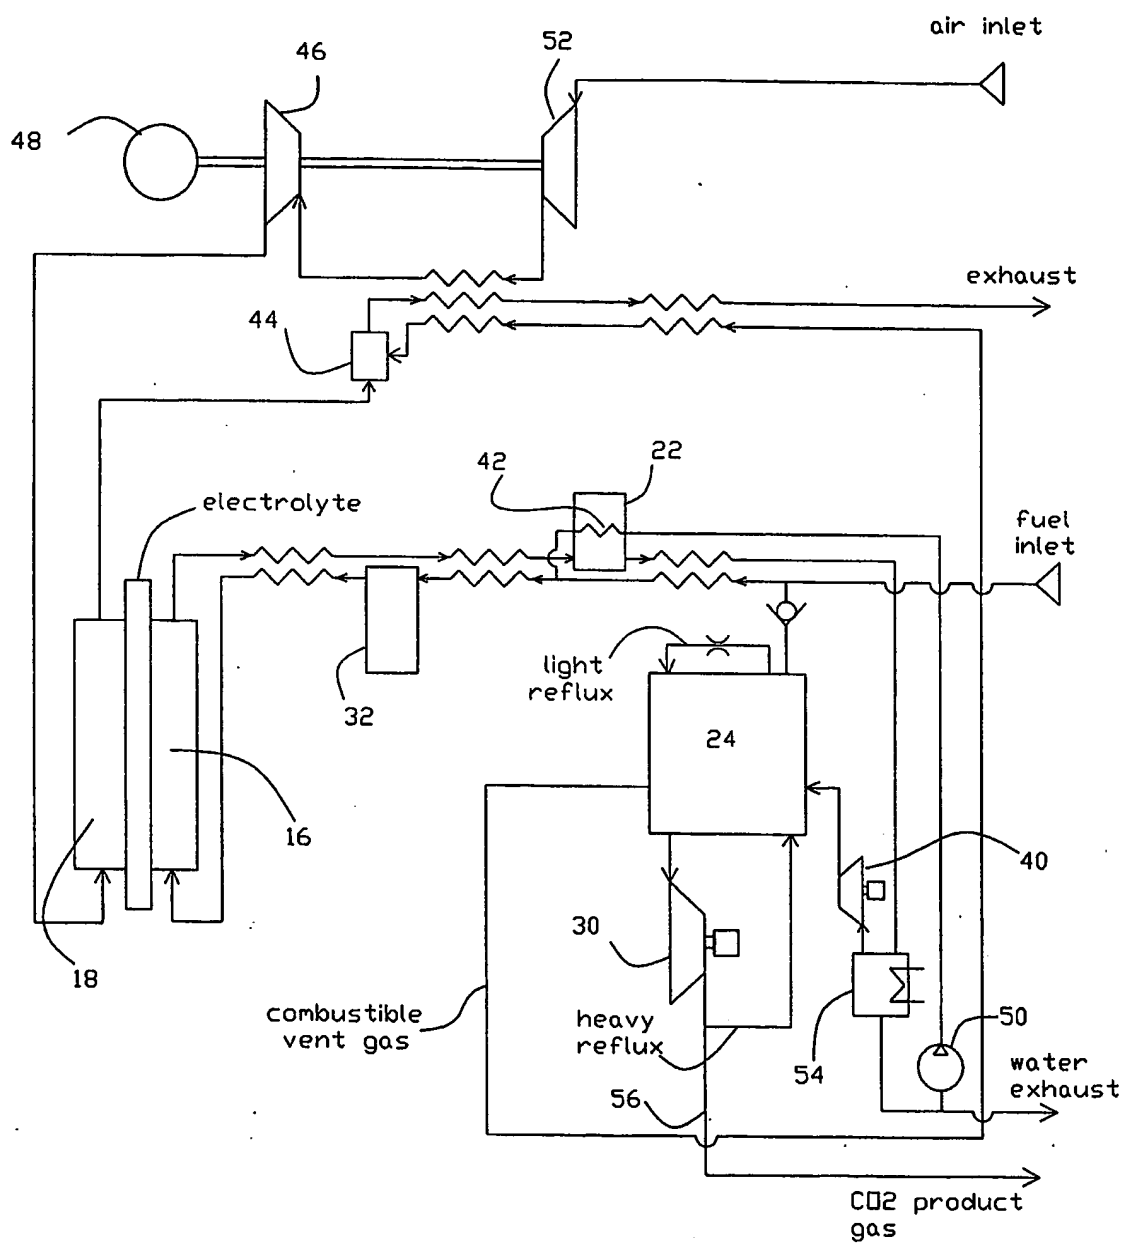 air inlet
46
52
48
exhaust
44
42
22
electrolyte
fuel
inlet
light
reflux
32
24
16
40
30
18
combustible
vent gas
heavy
reflux
50
54
water
exhaust
56
CO2 product
gas